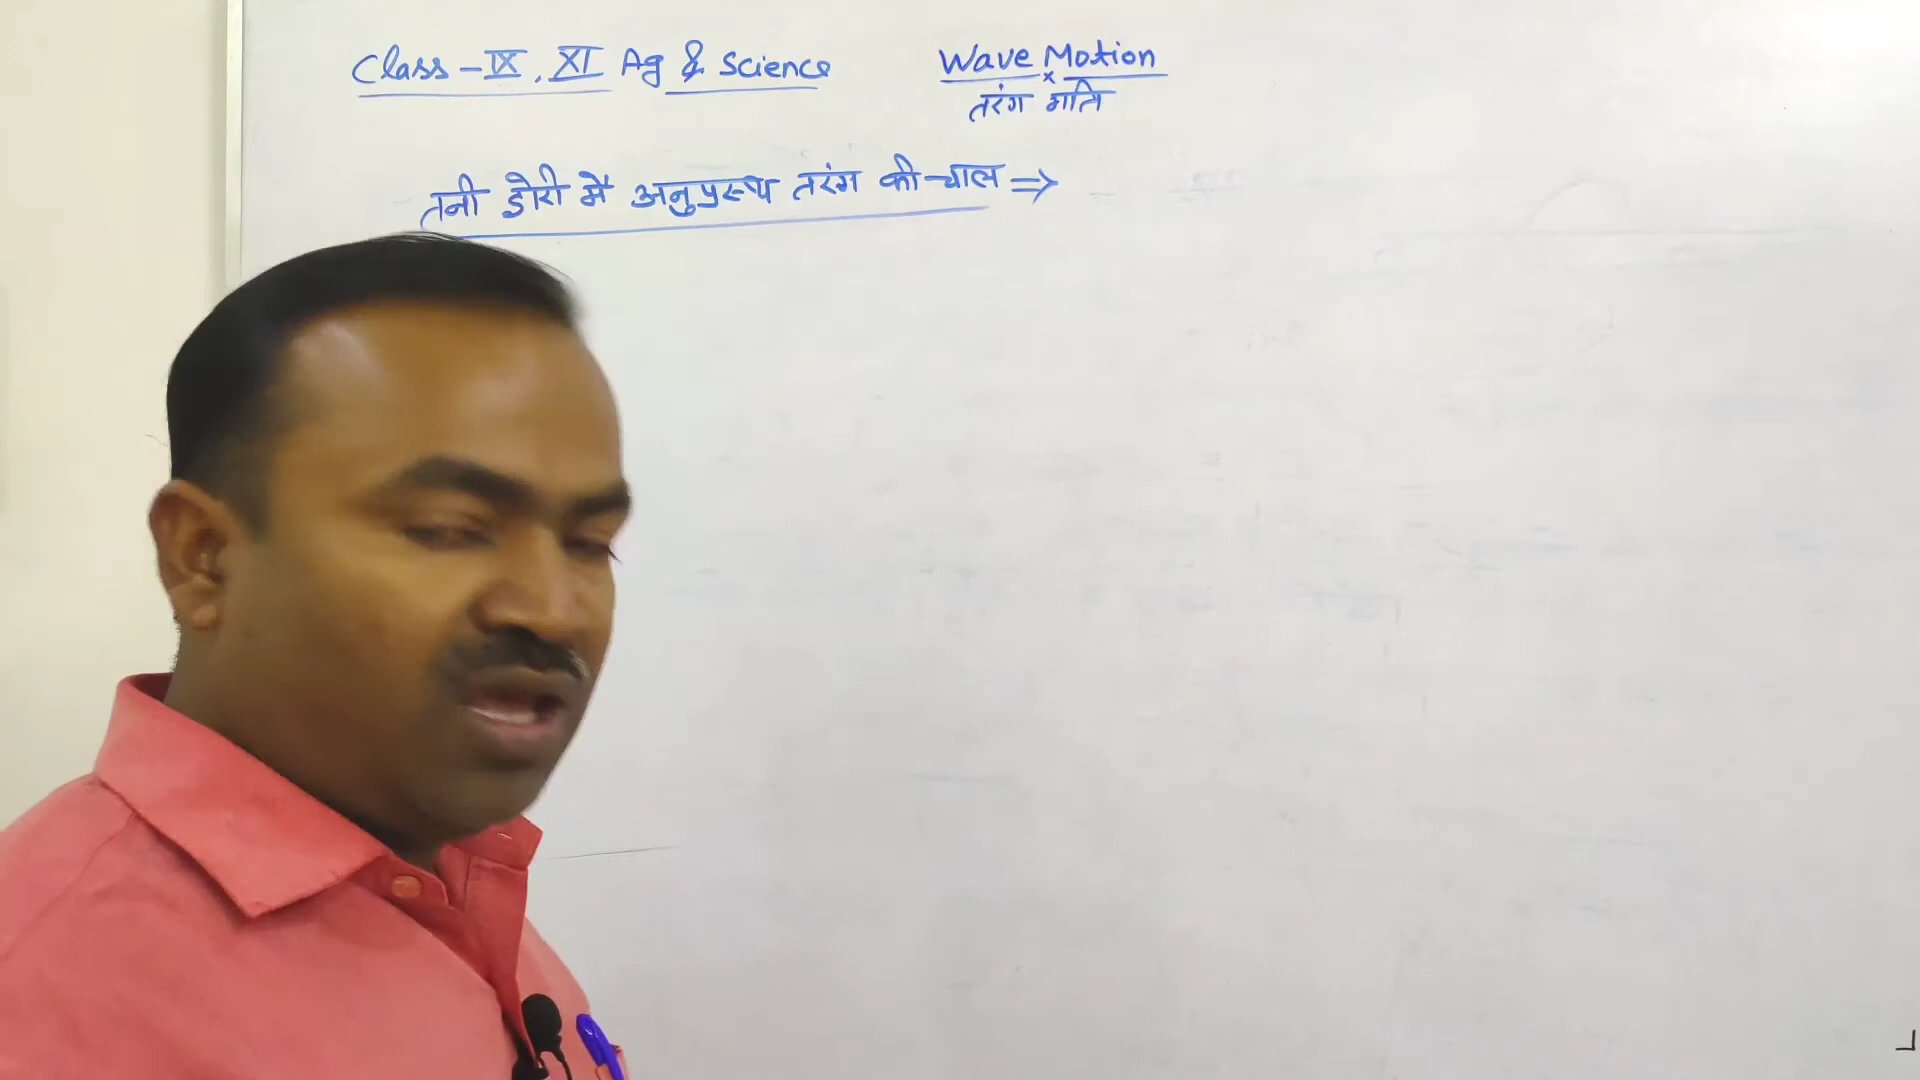 Class - IX, XI Ag & Science
Wave Motion
तरंग गति
तनी डोरी में अनुप्रस्थ तरंग की चाल ⇒